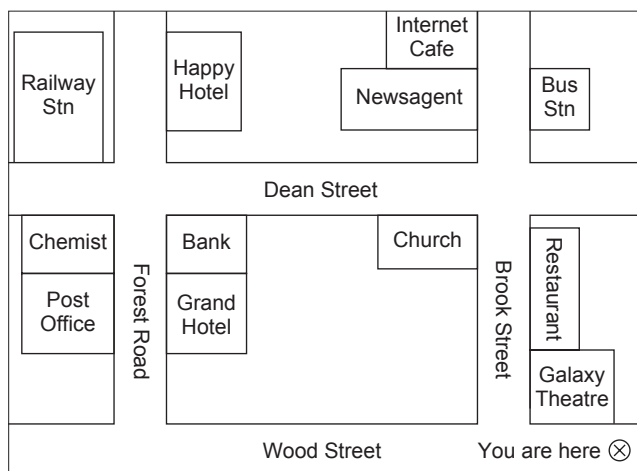 Internet
Cafe
Railway
Stn
Happy
Hotel
Newsagent
Bus
Stn
Dean Street
Chemist
Bank
Church
Post
Office
Forest Road
Grand
Hotel
Brook Street
Restaurant
Galaxy
Theatre
Wood Street
You are here